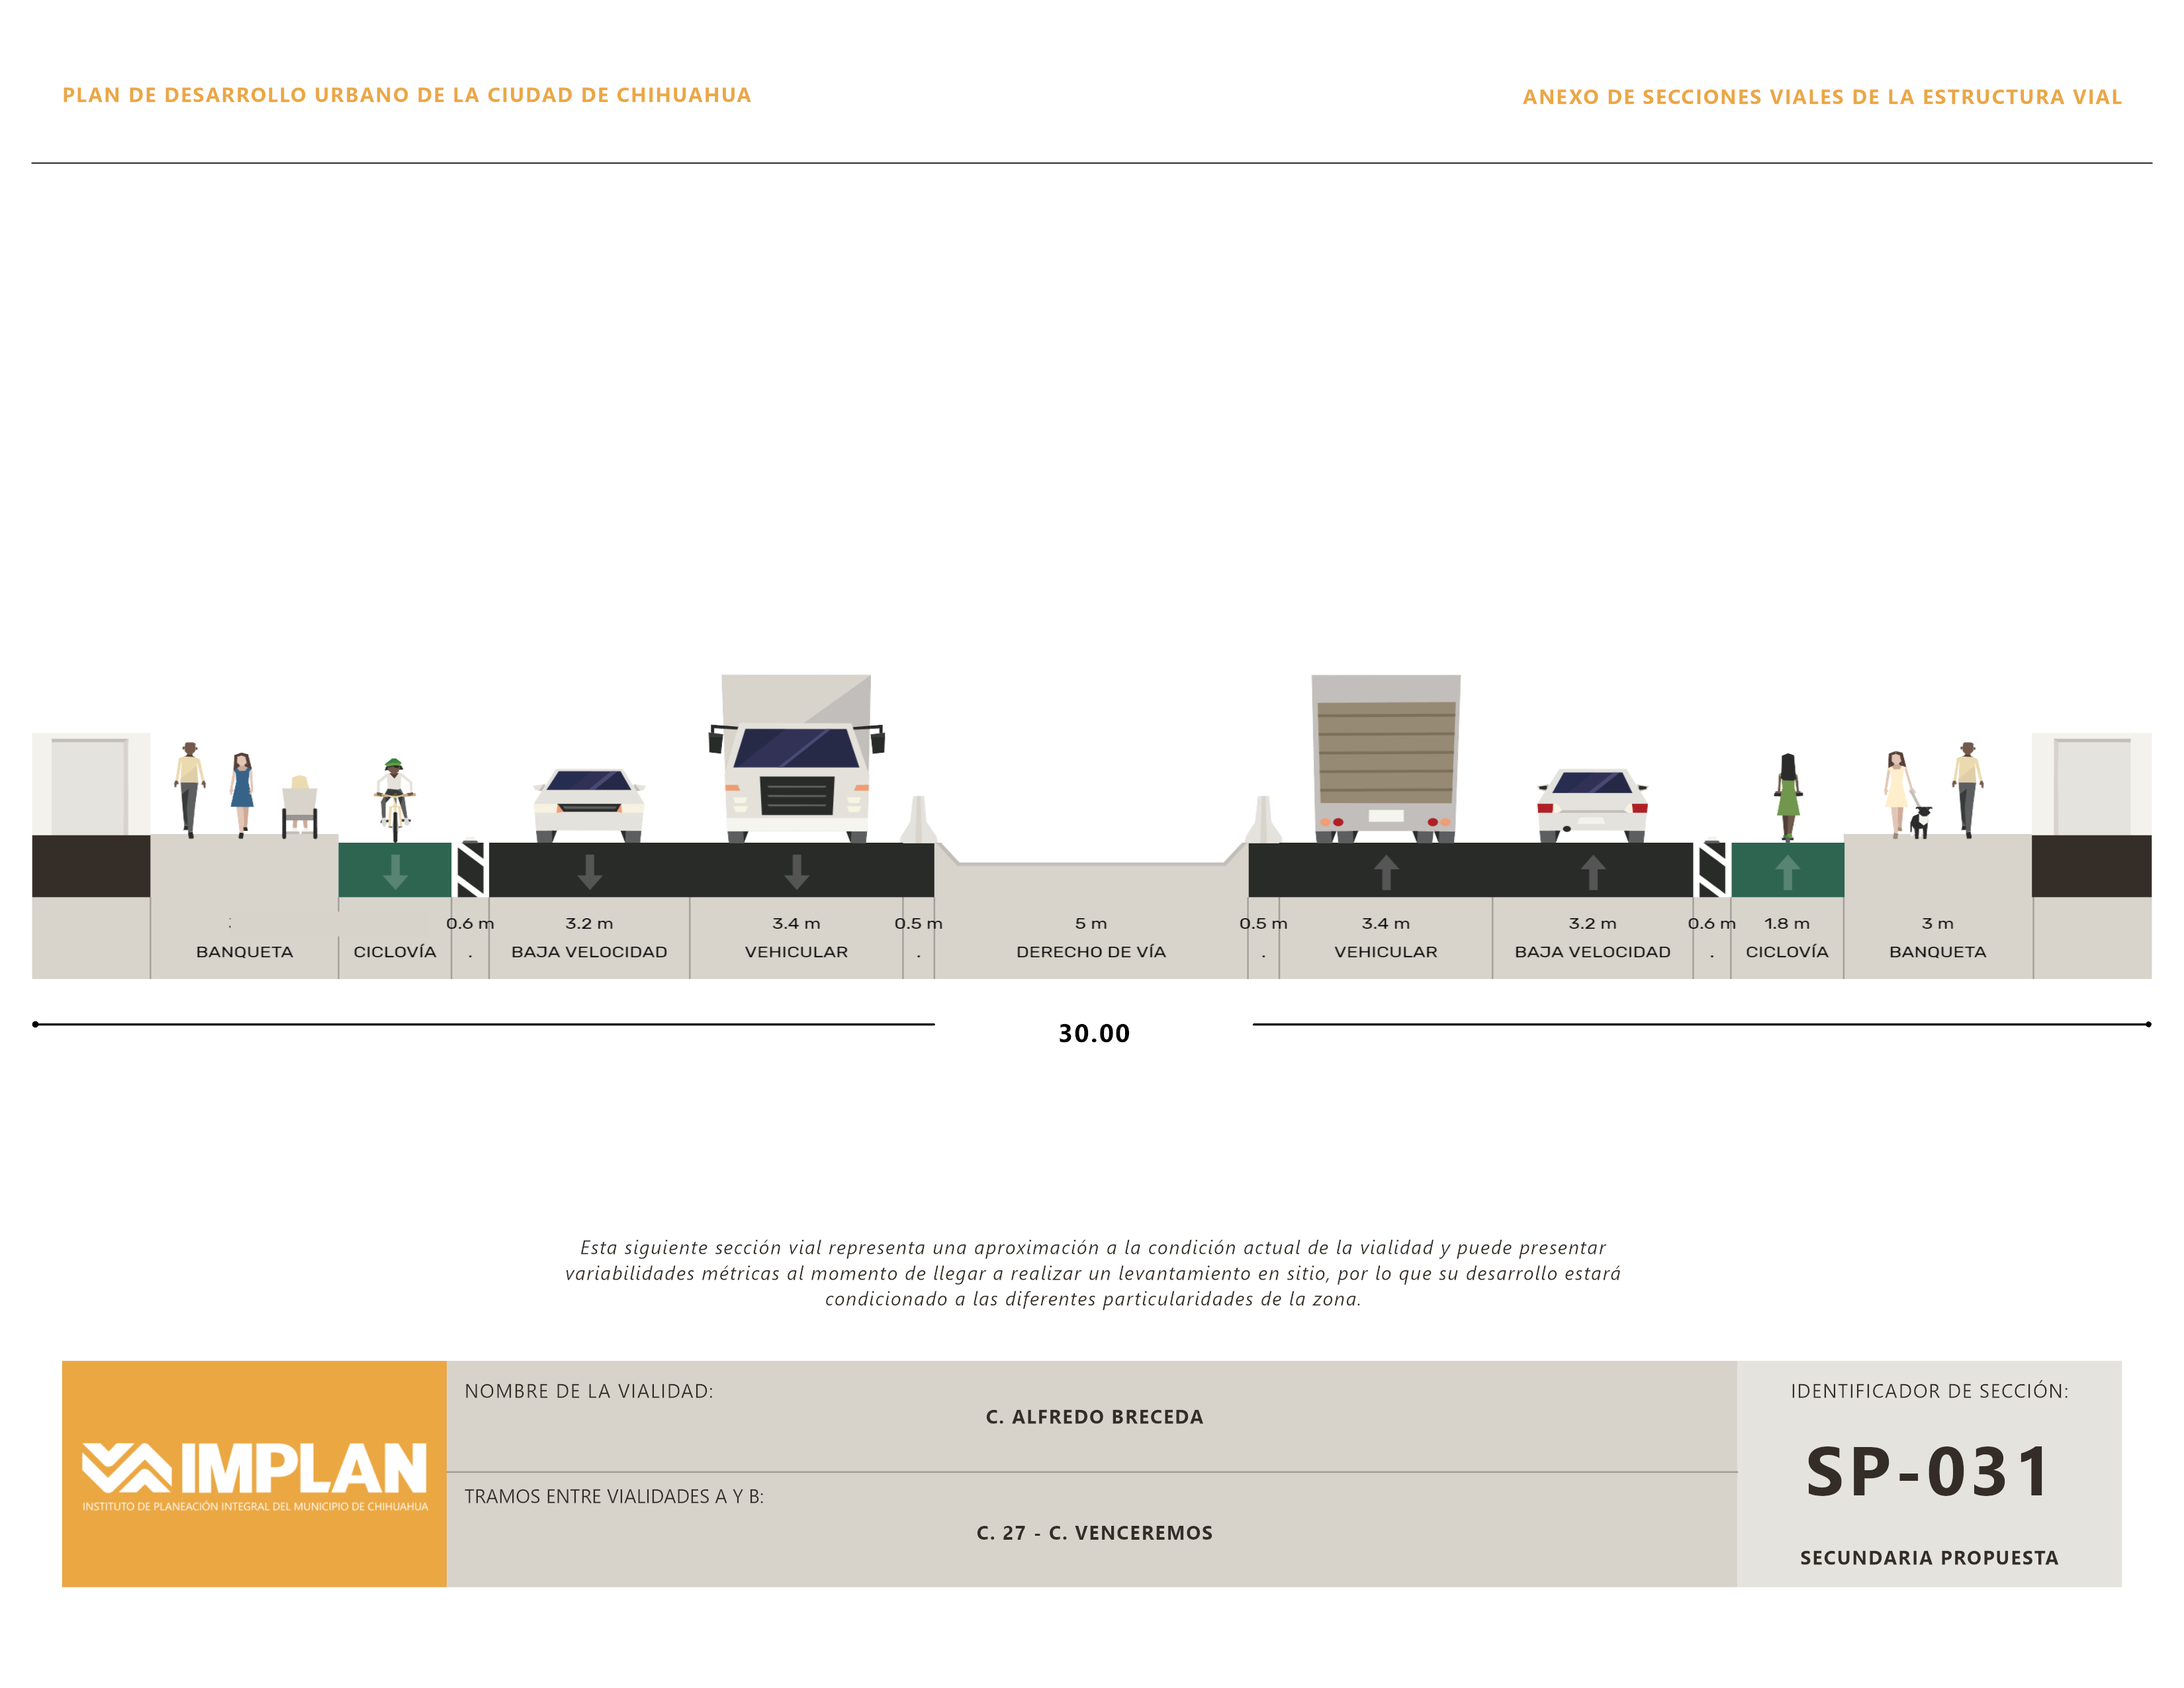 PLAN DE DESARROLLO URBANO DE LA CIUDAD DE CHIHUAHUA
ANEXO DE SECCIONES VIALES DE LA ESTRUCTURA VIAL
0.6 m 3.2 m 3.4 m 0.5 m 5 m 0.5 m 3.4 m 3.2 m 0.6 m 1.8 m 3 m
BANQUETA CICLOVÍA . BAJA VELOCIDAD VEHICULAR . DERECHO DE VÍA . VEHICULAR BAJA VELOCIDAD . CICLOVÍA BANQUETA
30.00
Esta siguiente sección vial representa una aproximación a la condición actual de la vialidad y puede presentar
variabilidades métricas al momento de llegar a realizar un levantamiento en sitio, por lo que su desarrollo estará
condicionado a las diferentes particularidades de la zona.
IMPLAN
INSTITUTO DE PLANEACIÓN INTEGRAL DEL MUNICIPIO DE CHIHUAHUA
NOMBRE DE LA VIALIDAD:
C. ALFREDO BRECEDA
TRAMOS ENTRE VIALIDADES A Y B:
C. 27 - C. VENCEREMOS
IDENTIFICADOR DE SECCIÓN:
SP-031
SECUNDARIA PROPUESTA